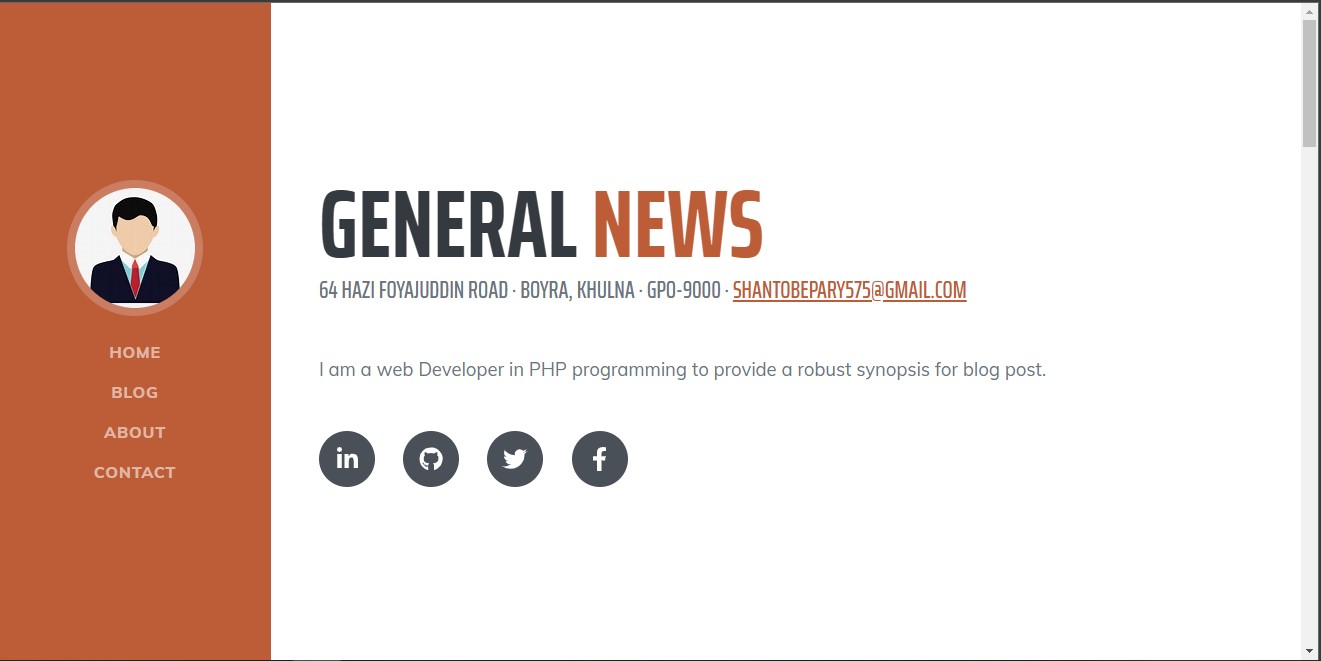 HOME
BLOG
ABOUT
CONTACT
GENERAL NEWS
64 HAZI FOYAJUDDIN ROAD · BOYRA, KHULNA · GPO-9000 · SHANTOBEPARY575@GMAIL.COM
I am a web Developer in PHP programming to provide a robust synopsis for blog post.
in